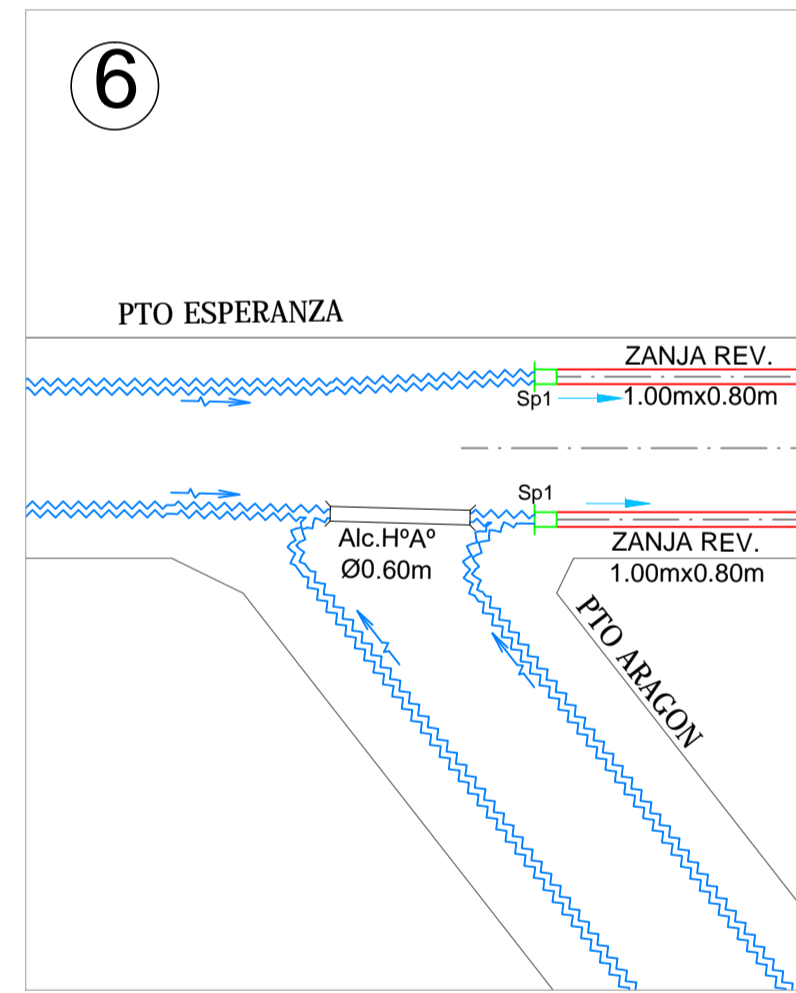 6
PTO ESPERANZA
ZANJA REV.
1.00mx0.80m
Sp1
Sp1
Alc.HºAº
Ø0.60m
ZANJA REV.
1.00mx0.80m
PTO ARAGON